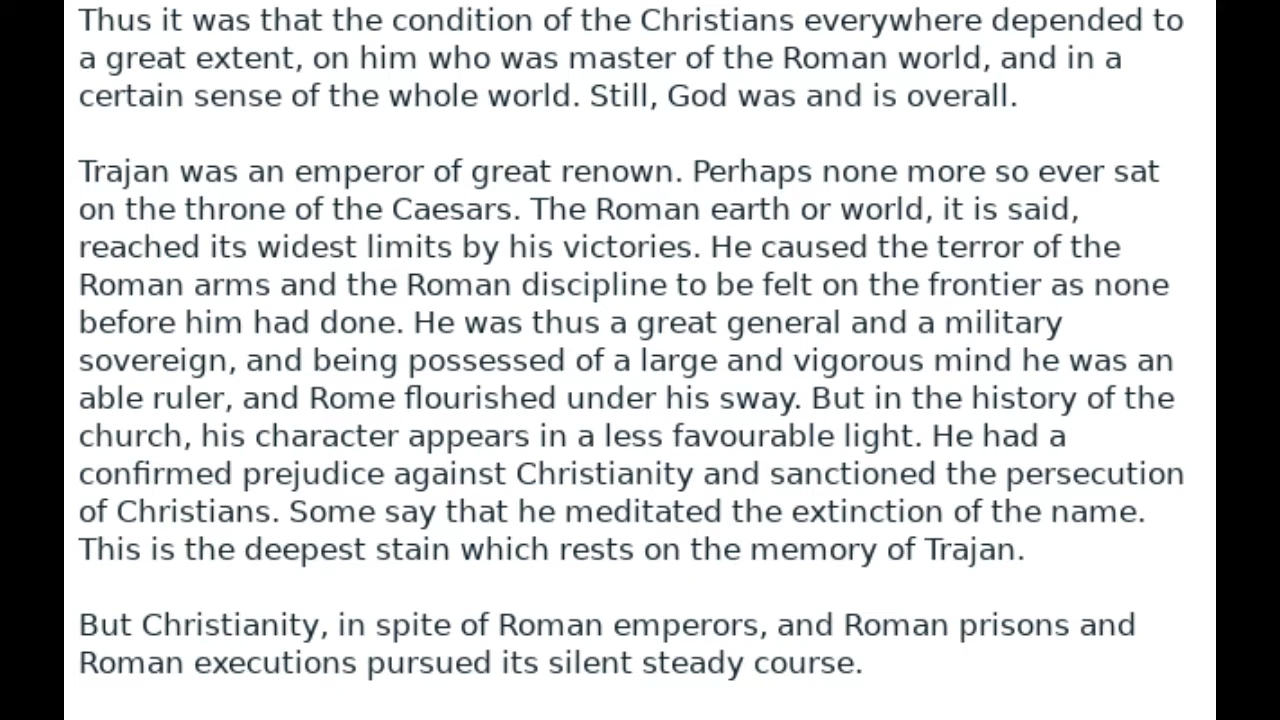 Thus it was that the condition of the Christians everywhere depended to
a great extent, on him who was master of the Roman world, and in a
certain sense of the whole world. Still, God was and is overall.
Trajan was an emperor of great renown. Perhaps none more so ever sat
on the throne of the Caesars. The Roman earth or world, it is said,
reached its widest limits by his victories. He caused the terror of the
Roman arms and the Roman discipline to be felt on the frontier as none
before him had done. He was thus a great general and a military
sovereign, and being possessed of a large and vigorous mind he was an
able ruler, and Rome flourished under his sway. But in the history of the
church, his character appears in a less favourable light. He had a
confirmed prejudice against Christianity and sanctioned the persecution
of Christians. Some say that he meditated the extinction of the name.
This is the deepest stain which rests on the memory of Trajan.
But Christianity, in spite of Roman emperors, and Roman prisons and
Roman executions pursued its silent steady course.